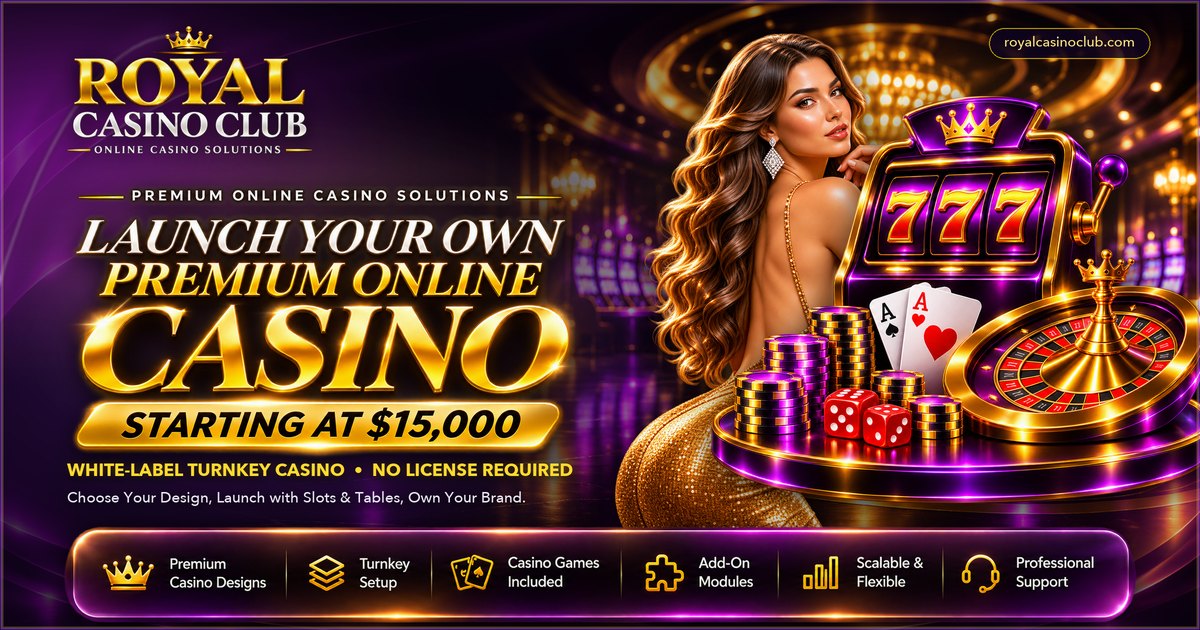 ROYAL
CASINO CLUB
ONLINE CASINO SOLUTIONS
royalcasinoclub.com
PREMIUM ONLINE CASINO SOLUTIONS
LAUNCH YOUR OWN
PREMIUM ONLINE
CASINO
STARTING AT $15,000
WHITE-LABEL TURNKEY CASINO • NO LICENSE REQUIRED
Choose Your Design, Launch with Slots & Tables, Own Your Brand.
777
A
A
Premium
Casino Designs
Turnkey
Setup
Casino Games
Included
Add-On
Modules
Scalable &
Flexible
Professional
Support